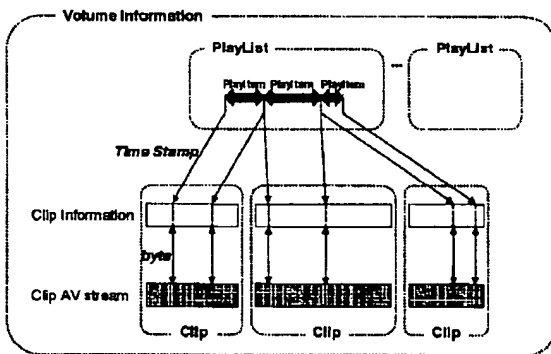 Volume Information
PlayList
PlayList
...
PlayItem PlayItem PlayItem
Time Stamp
Clip Information
byte
Clip AV stream
Clip
Clip
Clip